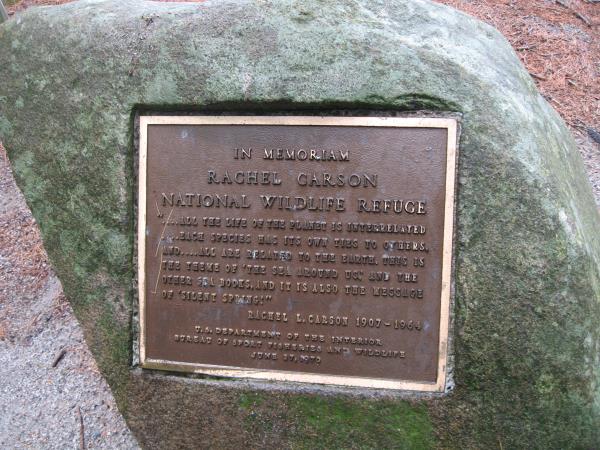 IN MEMORIAM
RACHEL CARSON
NATIONAL WILDLIFE REFUGE
"....ALL THE LIFE OF THE PLANET IS INTERRELATED
....EACH SPECIES HAS ITS OWN TIES TO OTHERS,
AND....ALL ARE RELATED TO THE EARTH. THIS IS
THE THEME OF 'THE SEA AROUND US,' AND THE
OTHER SEA BOOKS, AND IT IS ALSO THE MESSAGE
OF 'SILENT SPRING!'"
RACHEL L. CARSON 1907-1964
U.S. DEPARTMENT OF THE INTERIOR
BUREAU OF SPORT FISHERIES AND WILDLIFE
JUNE 27, 1970